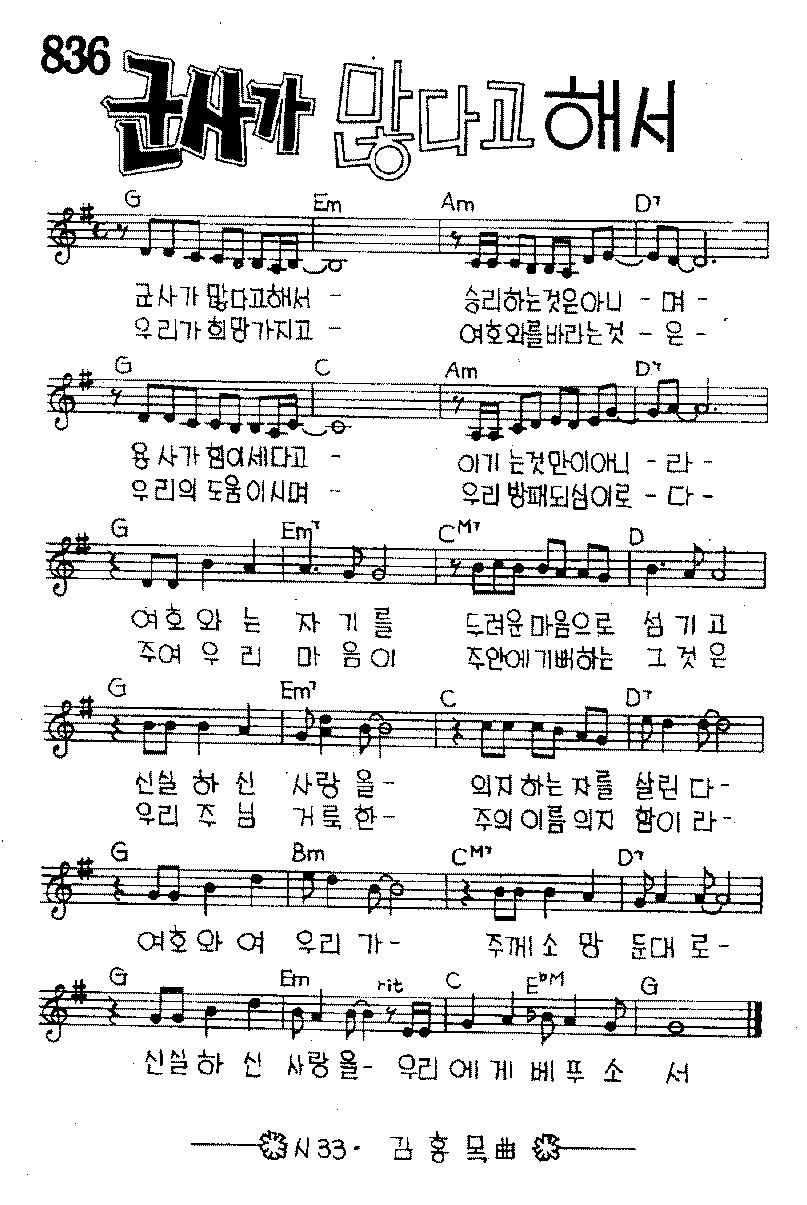 836
군사가 많다고 해서
G Em Am D7
군사가 많다고해서 - 승리하는것은아니 - 며 -
우리가 희망가지고 - 여호와를바라는것 - 은 -
G C Am D7
용사가 힘이세다고 - 이기는것만이아니 - 라 -
우리의 도움이시며 - 우리방패되심이로 - 다 -
G Em7 CM7 D
여호와는 자기를 두려운마음으로 섬기고
주여우리 마음이 주안에기뻐하는 그것은
G Em7 C D7
신실하신 사랑을- 의지하는자를 살린다-
우리주님 거룩한- 주의이름의지 함이라-
G Bm CM7 D7
여호와여 우리가- 주께소망 둔대로-
G Em rit C E♭M G
신실하신 사랑을- 우리에게 베푸소서
시33· 김홍목曲